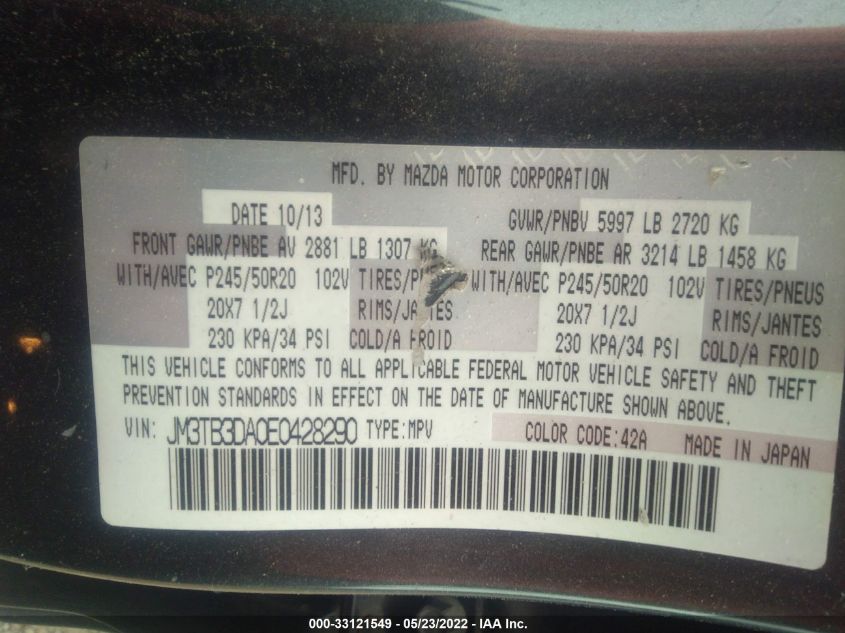 MFD. BY MAZDA MOTOR CORPORATION
DATE 10/13 GVWR/PNBV 5997 LB 2720 KG
FRONT GAWR/PNBE AV 2881 LB 1307 KG REAR GAWR/PNBE AR 3214 LB 1458 KG
WITH/AVEC P245/50R20 102V WITH/AVEC P245/50R20 102V TIRES/PNEUS
20X7 1/2J 20X7 1/2J RIMS/JANTES
230 KPA/34 PSI COLD/A FROID 230 KPA/34 PSI COLD/A FROID
THIS VEHICLE CONFORMS TO ALL APPLICABLE FEDERAL MOTOR VEHICLE SAFETY AND THEFT
PREVENTION STANDARDS IN EFFECT ON THE DATE OF MANUFACTURE SHOWN ABOVE.
VIN: JM3TB3DA0E0428290 TYPE:MPV COLOR CODE:42A MADE IN JAPAN
000-33121549 - 05/23/2022 - IAA Inc.